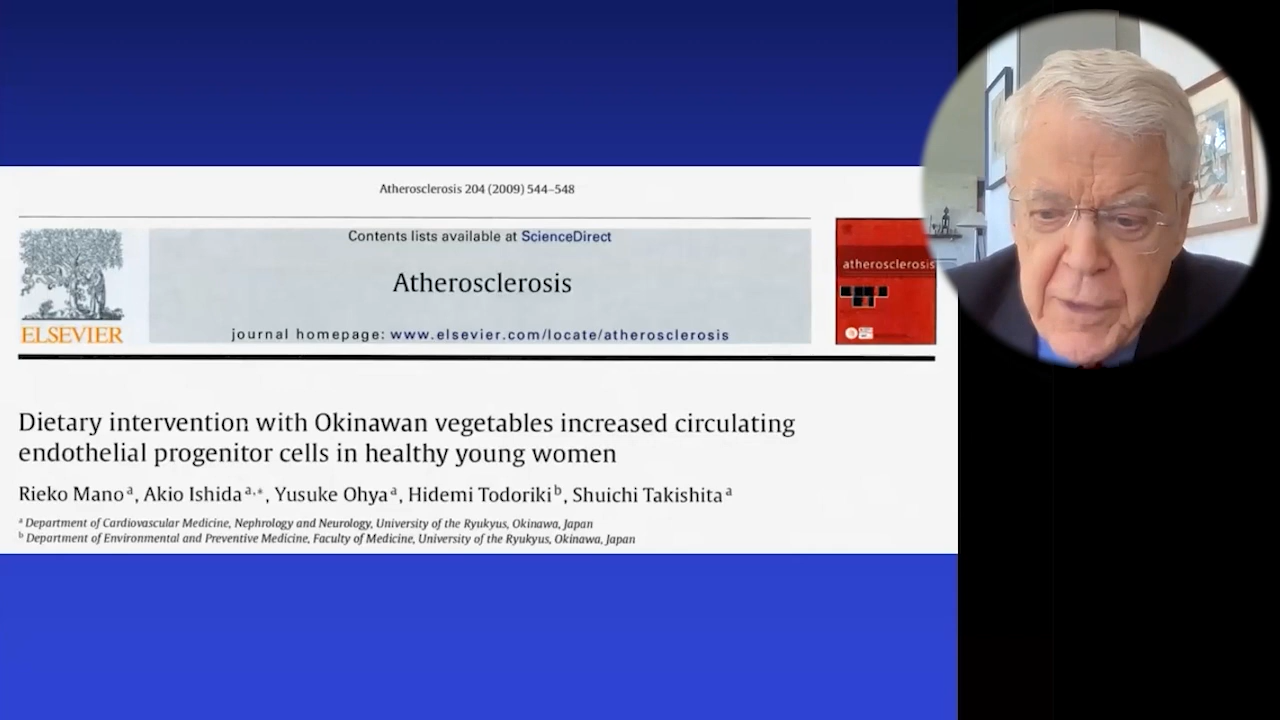 Atherosclerosis 204 (2009) 544–548
Contents lists available at ScienceDirect
Atherosclerosis
journal homepage: www.elsevier.com/locate/atherosclerosis
ELSEVIER
atherosclerosis
Dietary intervention with Okinawan vegetables increased circulating
endothelial progenitor cells in healthy young women
Rieko Mano a, Akio Ishida a,*, Yusuke Ohya a, Hidemi Todoriki b, Shuichi Takishita a
a Department of Cardiovascular Medicine, Nephrology and Neurology, University of the Ryukyus, Okinawa, Japan
b Department of Environmental and Preventive Medicine, Faculty of Medicine, University of the Ryukyus, Okinawa, Japan